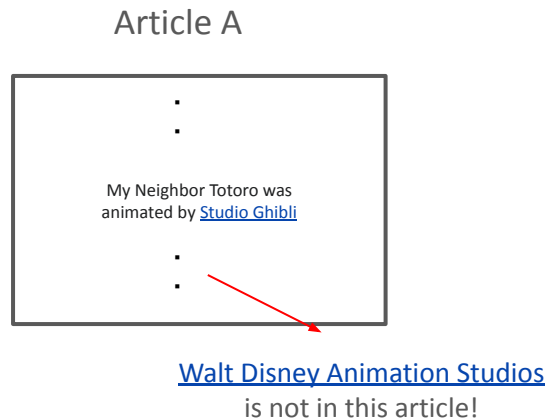 Article A
My Neighbor Totoro was
animated by Studio Ghibli
Walt Disney Animation Studios
is not in this article!